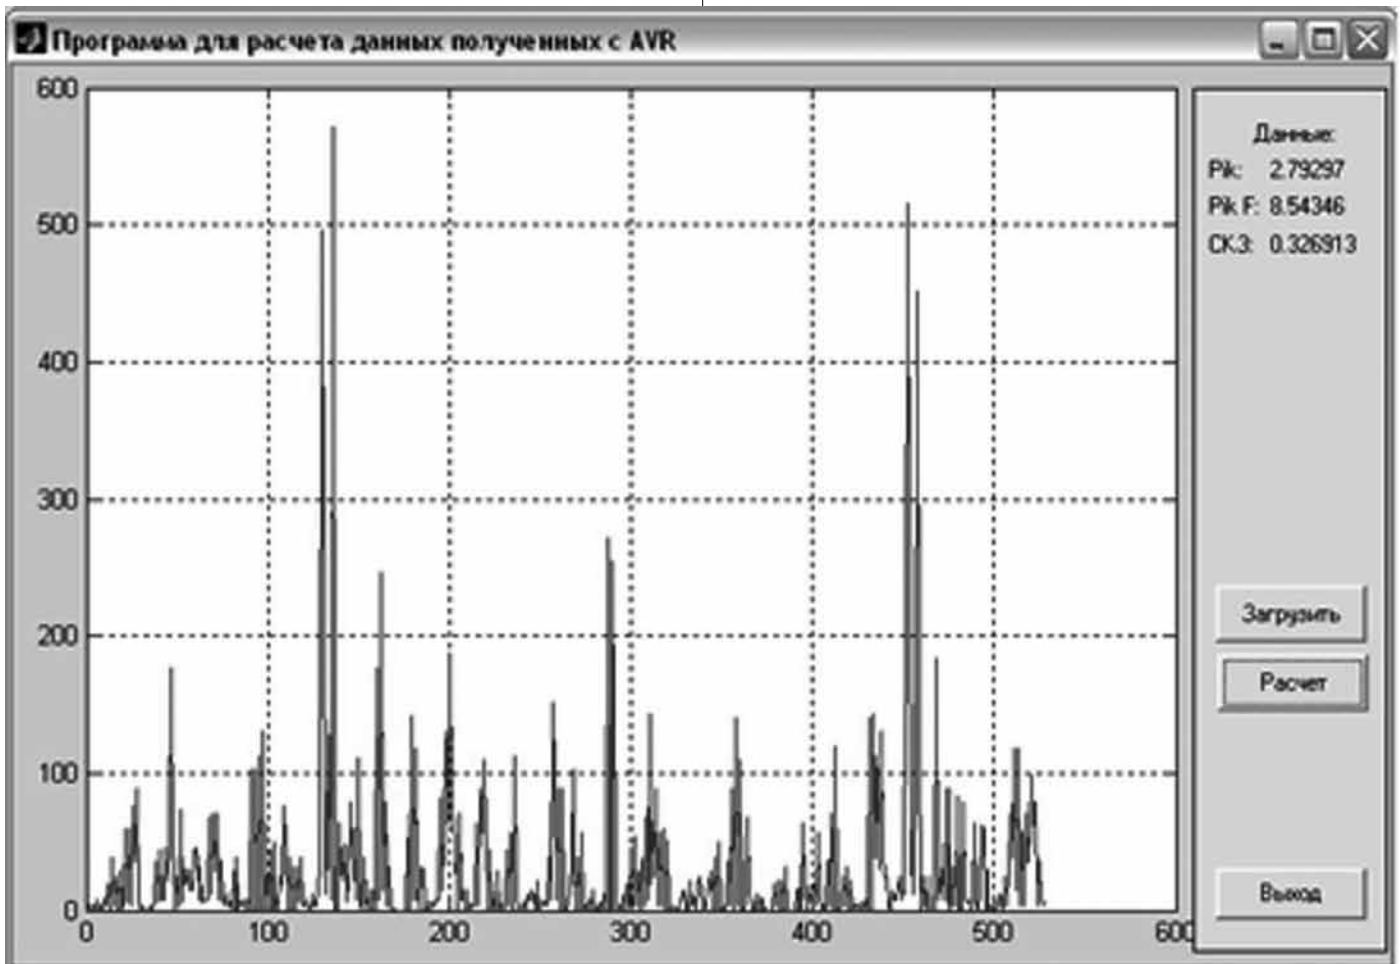 Программа для расчета данных полученных с AVR
600
500
400
300
200
100
0
0 100 200 300 400 500 600
Данные:
Pik: 2.79297
Pik F: 8.54346
СКЗ: 0.326913
Загрузить
Расчет
Выход